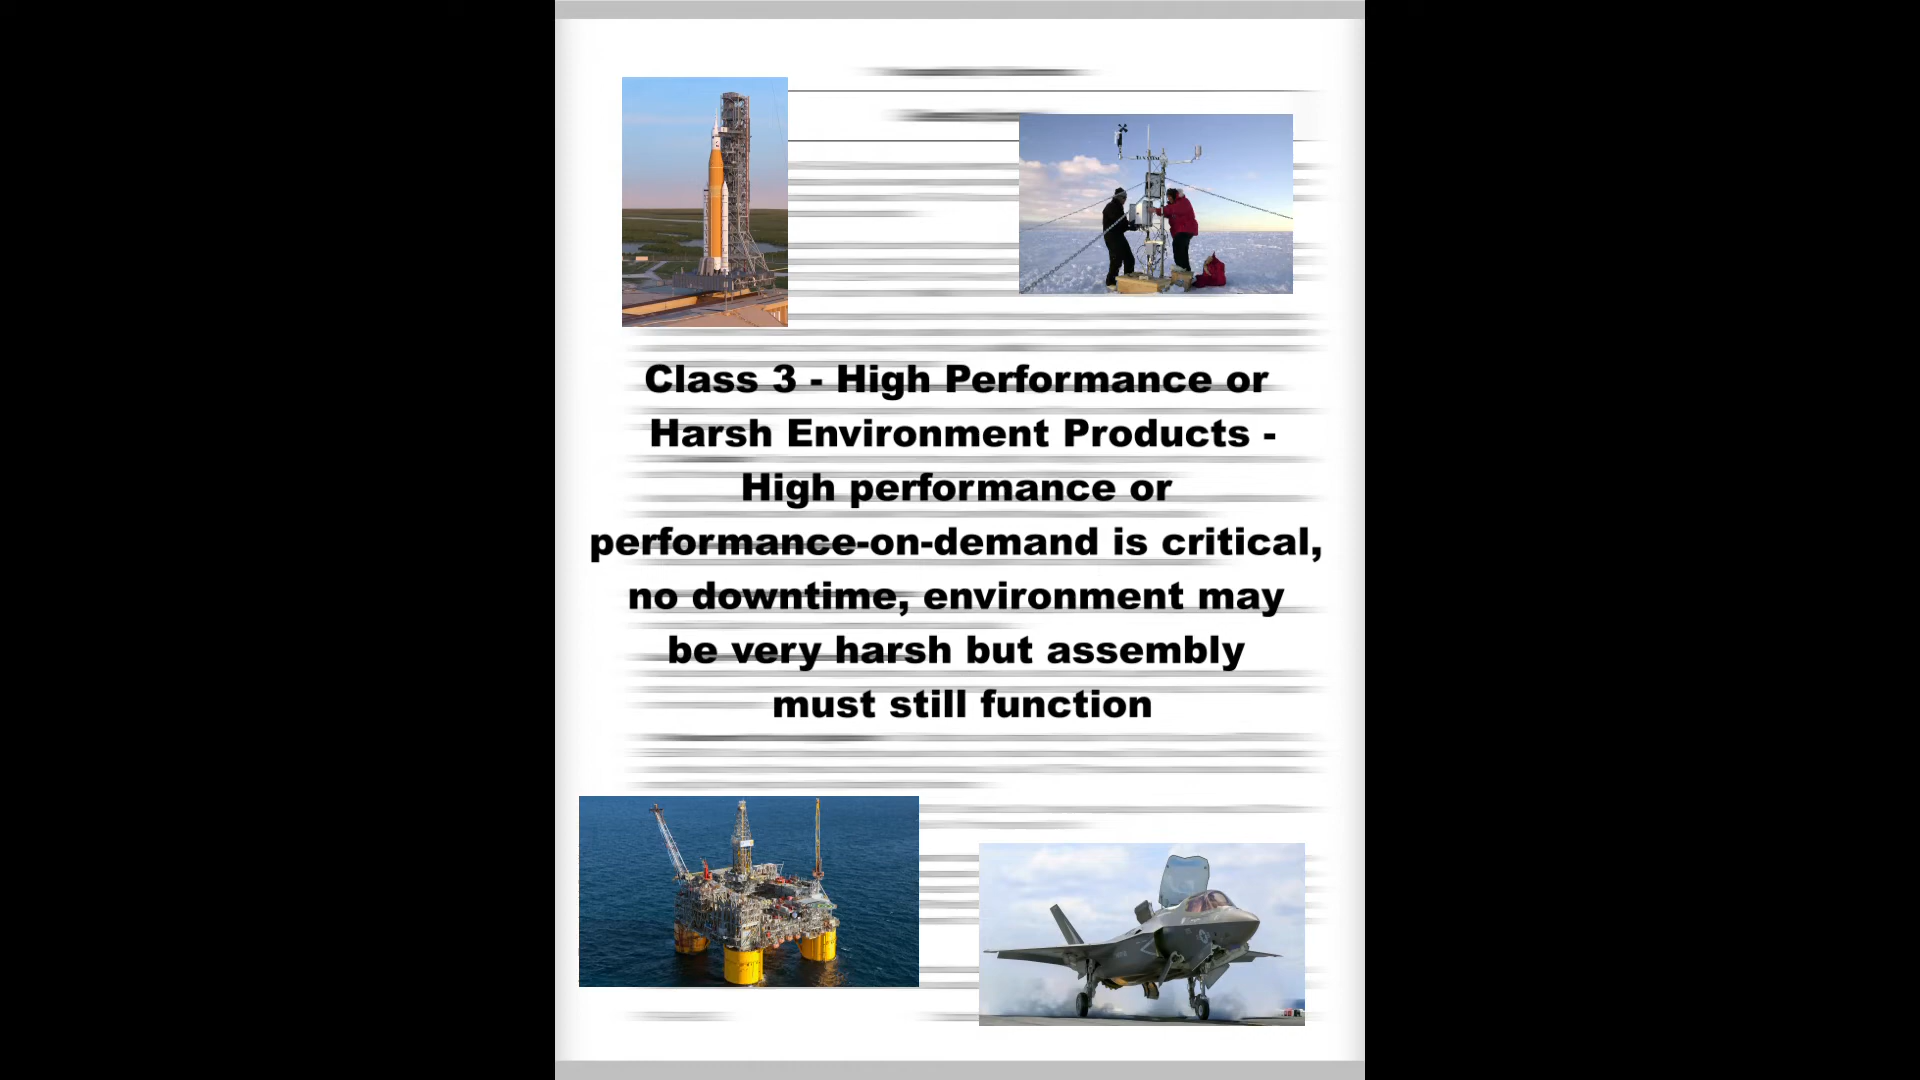 Class 3 - High Performance or
Harsh Environment Products -
High performance or
performance-on-demand is critical,
no downtime, environment may
be very harsh but assembly
must still function